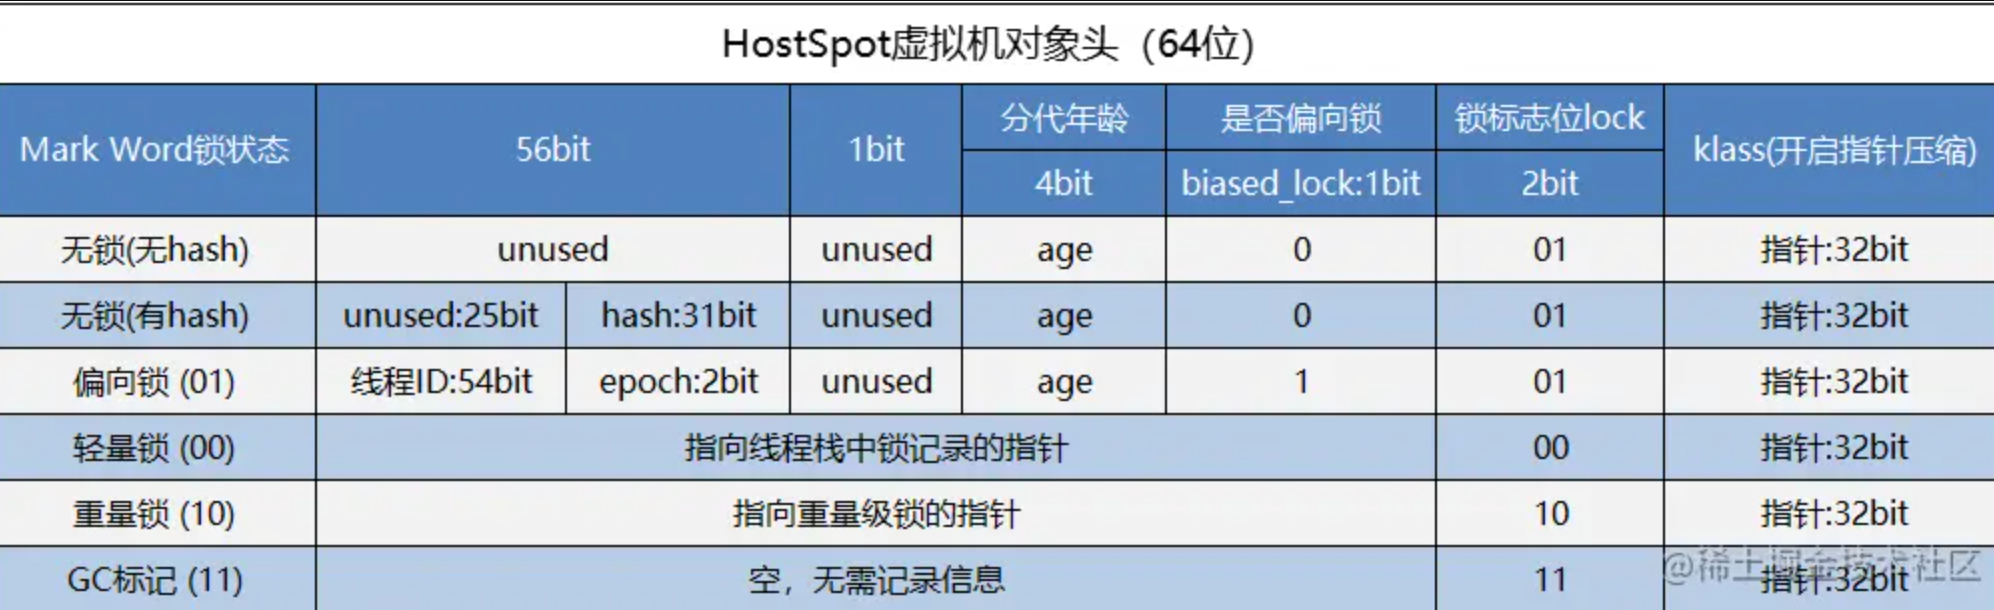 HostSpot虚拟机对象头（64位）
Mark Word锁状态 56bit 1bit 分代年龄 是否偏向锁 锁标志位lock klass(开启指针压缩)
4bit biased_lock:1bit 2bit
无锁(无hash) unused unused age 0 01 指针:32bit
无锁(有hash) unused:25bit hash:31bit unused age 0 01 指针:32bit
偏向锁 (01) 线程ID:54bit epoch:2bit unused age 1 01 指针:32bit
轻量锁 (00) 指向线程栈中锁记录的指针 00 指针:32bit
重量锁 (10) 指向重量级锁的指针 10 指针:32bit
GC标记 (11) 空，无需记录信息 11 指针:32bit
@稀土掘金技术社区